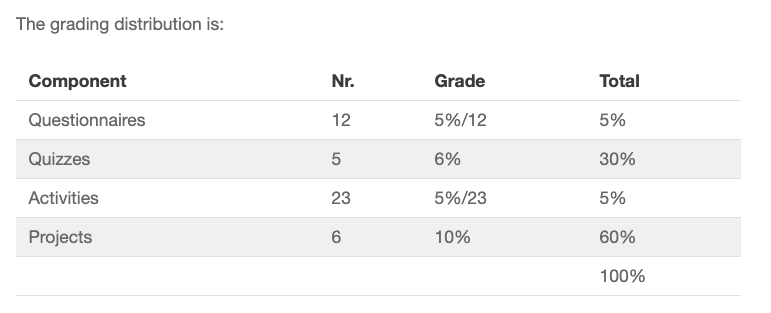 The grading distribution is:
Component Nr. Grade Total
Questionnaires 12 5%/12 5%
Quizzes 5 6% 30%
Activities 23 5%/23 5%
Projects 6 10% 60%
100%